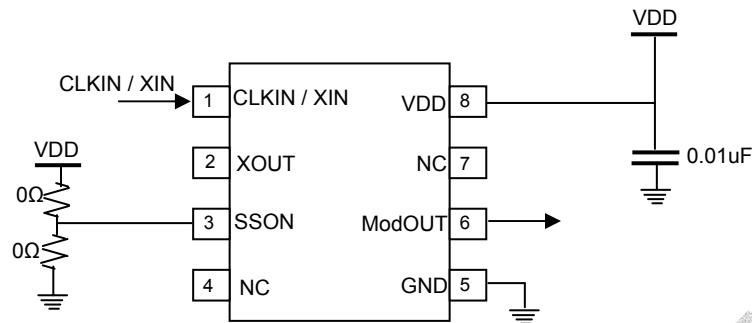 VDD
CLKIN / XIN
1 CLKIN / XIN
VDD 8
2 XOUT
NC 7
0.01uF
VDD
0Ω
3 SSON
ModOUT 6
0Ω
4 NC
GND 5